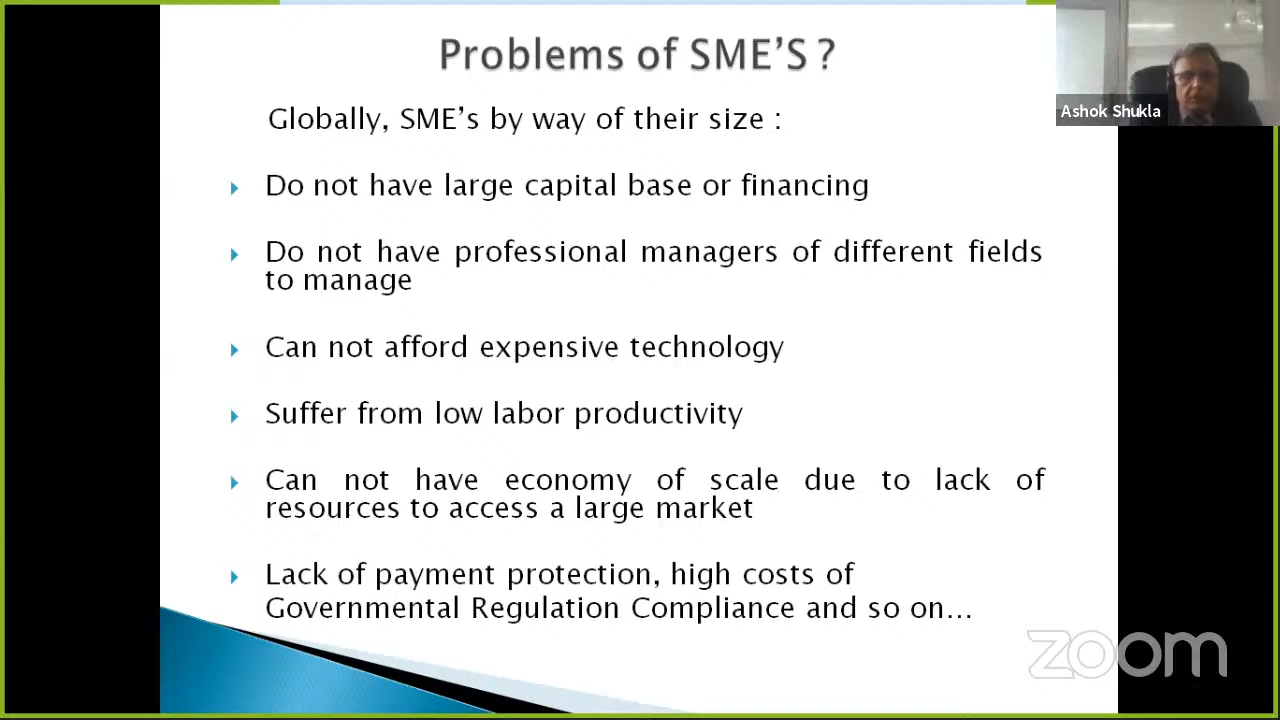 Problems of SME’S ?
Ashok Shukla
Globally, SME’s by way of their size :
Do not have large capital base or financing
Do not have professional managers of different fields
to manage
Can not afford expensive technology
Suffer from low labor productivity
Can not have economy of scale due to lack of
resources to access a large market
Lack of payment protection, high costs of
Governmental Regulation Compliance and so on...
zoom